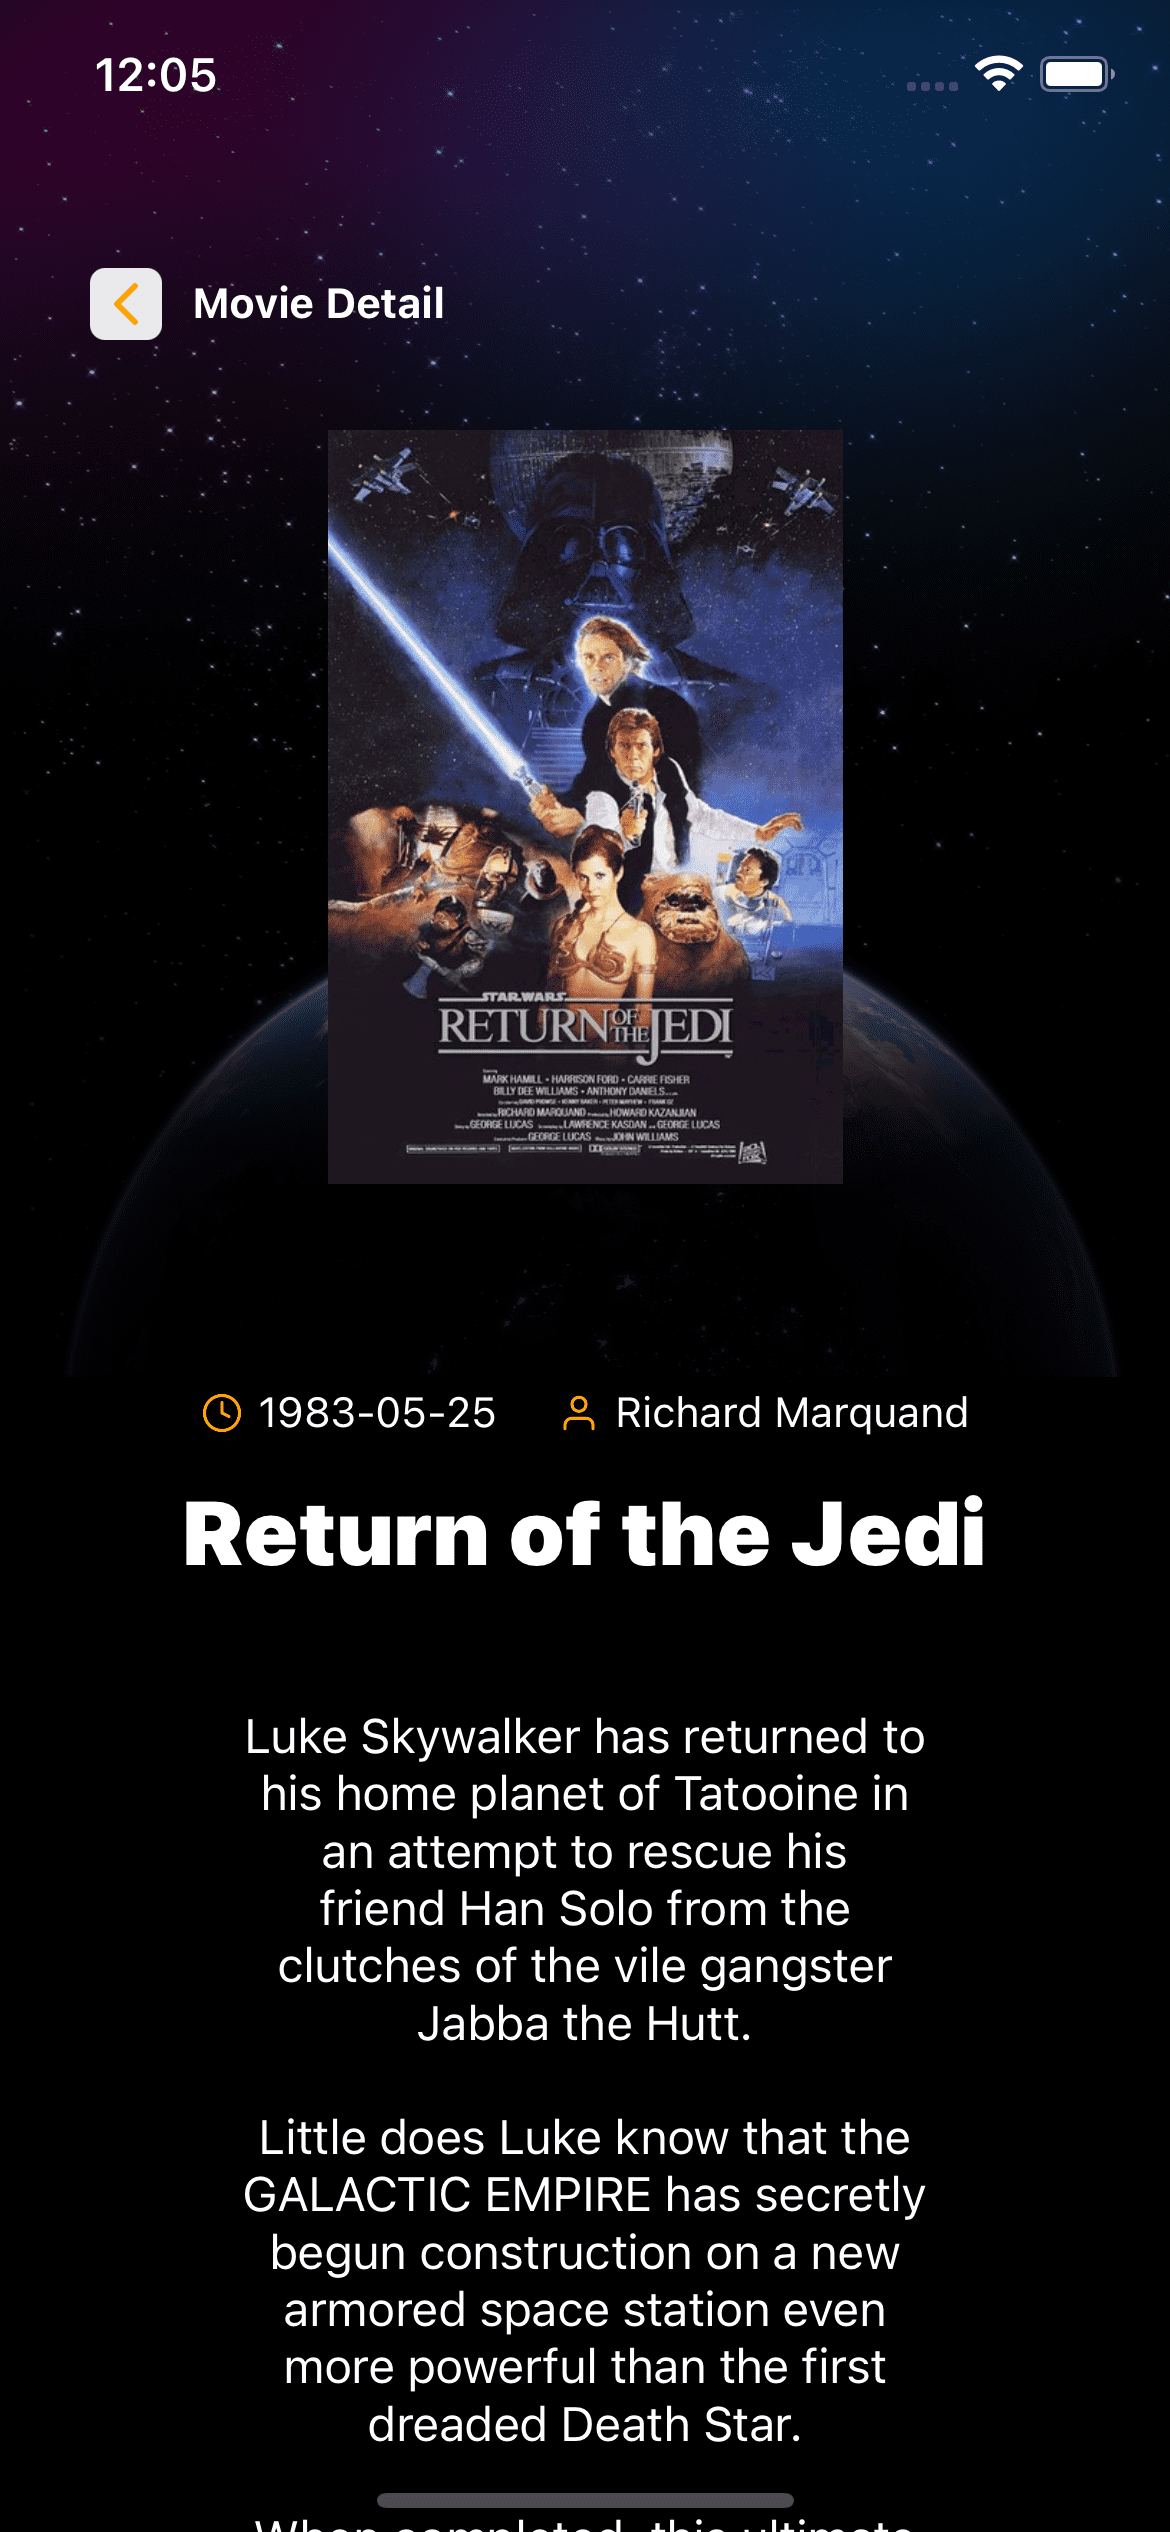 12:05
Movie Detail
STAR WARS
RETURN OF THE JEDI
Starring
MARK HAMILL • HARRISON FORD • CARRIE FISHER
BILLY DEE WILLIAMS • ANTHONY DANIELS
RICHARD MARQUAND HOWARD KAZANJIAN
GEORGE LUCAS LAWRENCE KASDAN GEORGE LUCAS
GEORGE LUCAS JOHN WILLIAMS
1983-05-25
Richard Marquand
Return of the Jedi
Luke Skywalker has returned to
his home planet of Tatooine in
an attempt to rescue his
friend Han Solo from the
clutches of the vile gangster
Jabba the Hutt.
Little does Luke know that the
GALACTIC EMPIRE has secretly
begun construction on a new
armored space station even
more powerful than the first
dreaded Death Star.
When completed, this ultimate